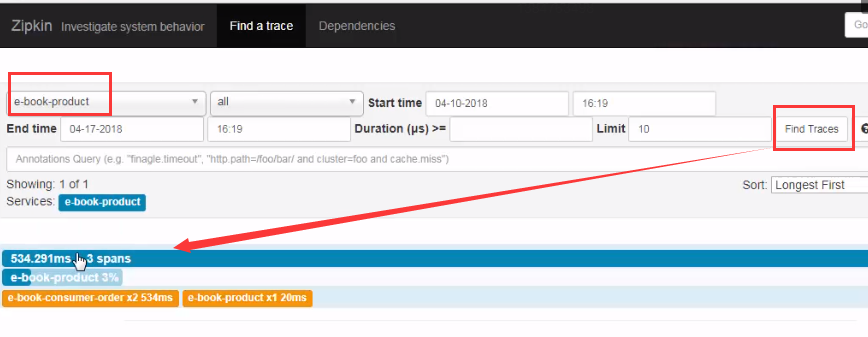 Zipkin Investigate system behavior Find a trace Dependencies Go
e-book-product all Start time 04-10-2018 16:19
End time 04-17-2018 16:19 Duration (μs) >= Limit 10 Find Traces
Annotations Query (e.g. "finagle.timeout", "http.path=/foo/bar/ and cluster=foo and cache.miss")
Showing: 1 of 1
Sort: Longest First
Services: e-book-product
534.291ms 3 spans
e-book-product 3%
e-book-consumer-order x2 534ms e-book-product x1 20ms